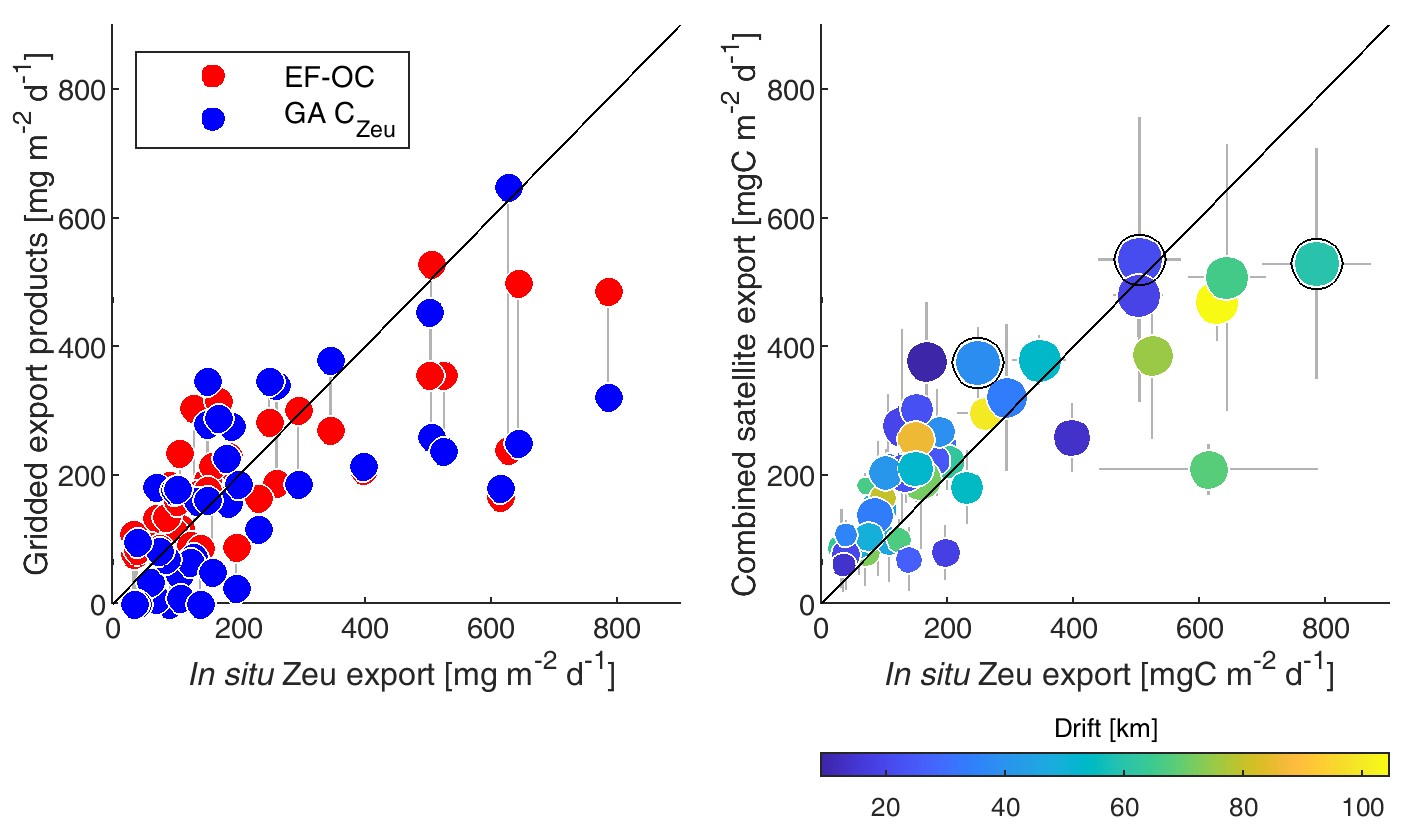 Gridded export products [mg m-2 d-1]
800
600
400
200
0
EF-OC
GA CZeu
0 200 400 600 800
In situ Zeu export [mg m-2 d-1]
Combined satellite export [mgC m-2 d-1]
800
600
400
200
0
0 200 400 600 800
In situ Zeu export [mgC m-2 d-1]
Drift [km]
20 40 60 80 100